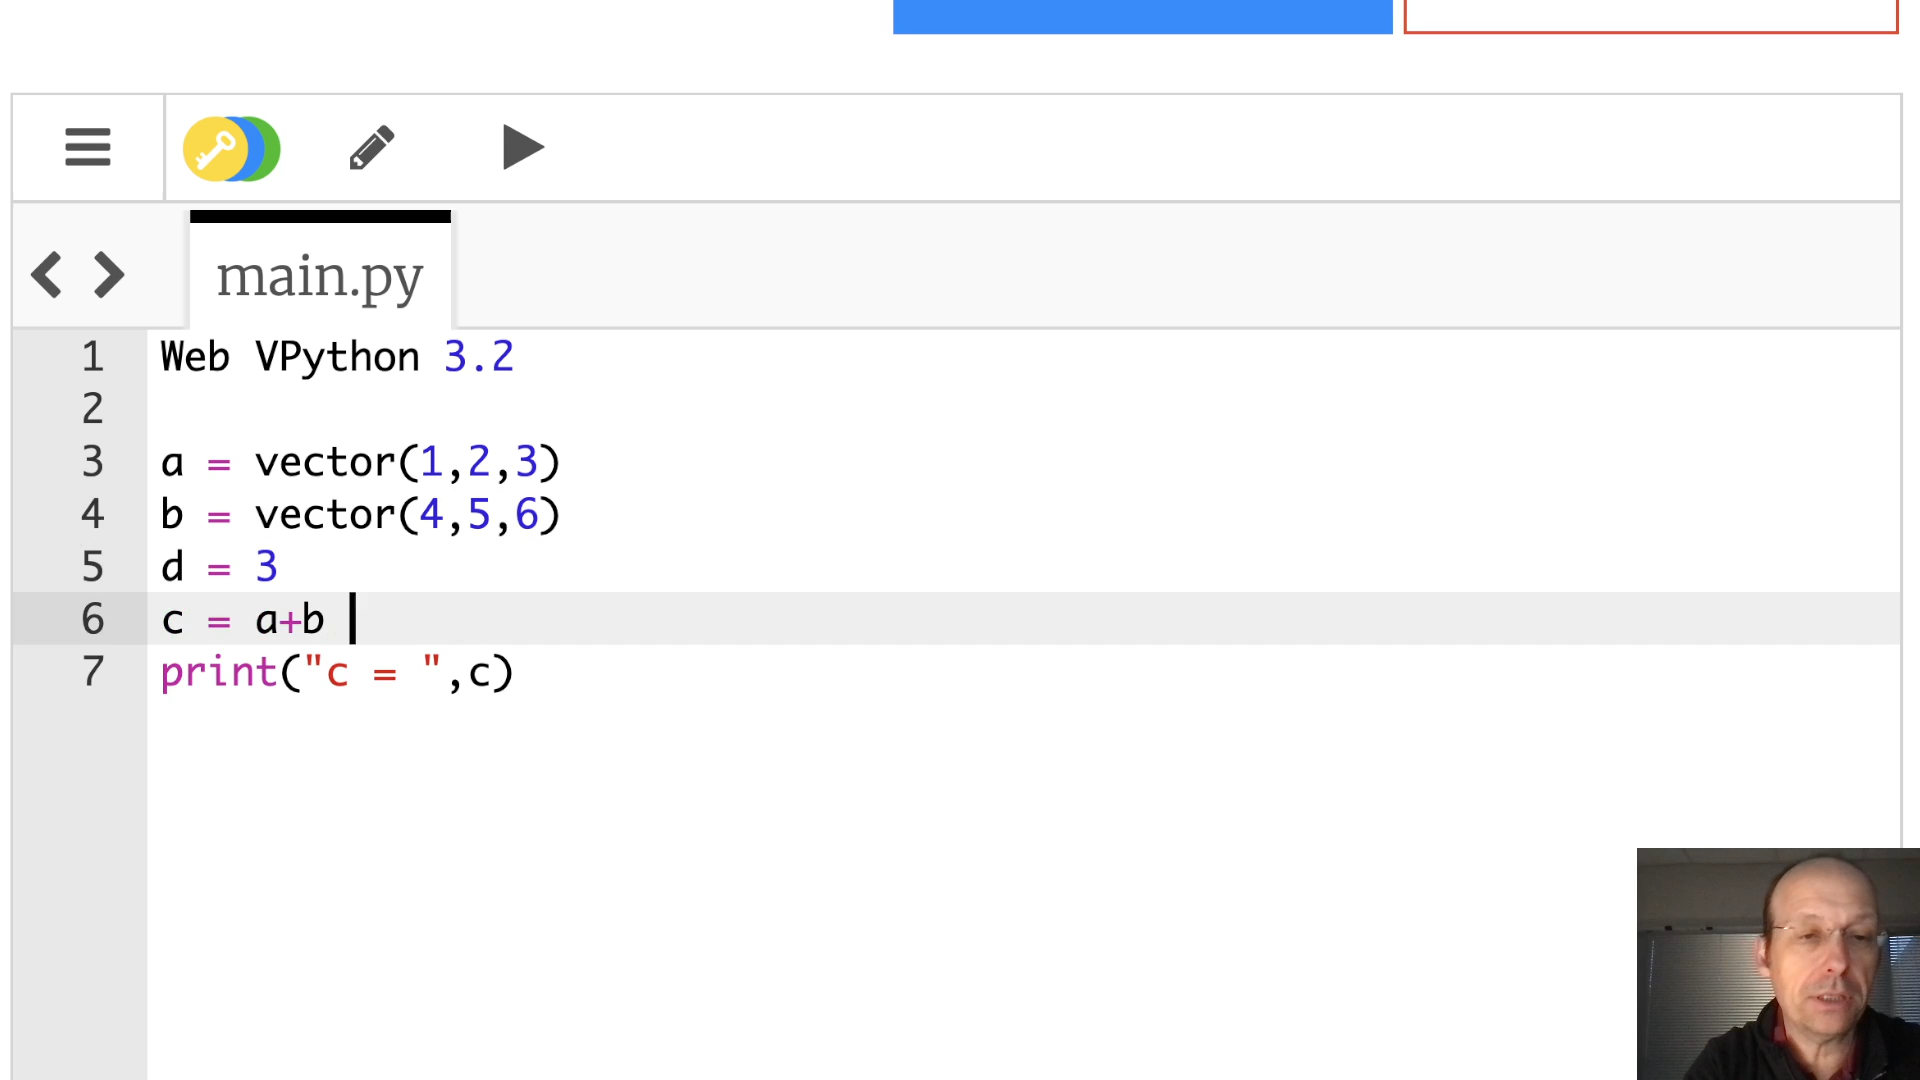 main.py
1 Web VPython 3.2
2
3 a = vector(1,2,3)
4 b = vector(4,5,6)
5 d = 3
6 c = a+b
7 print("c = ",c)